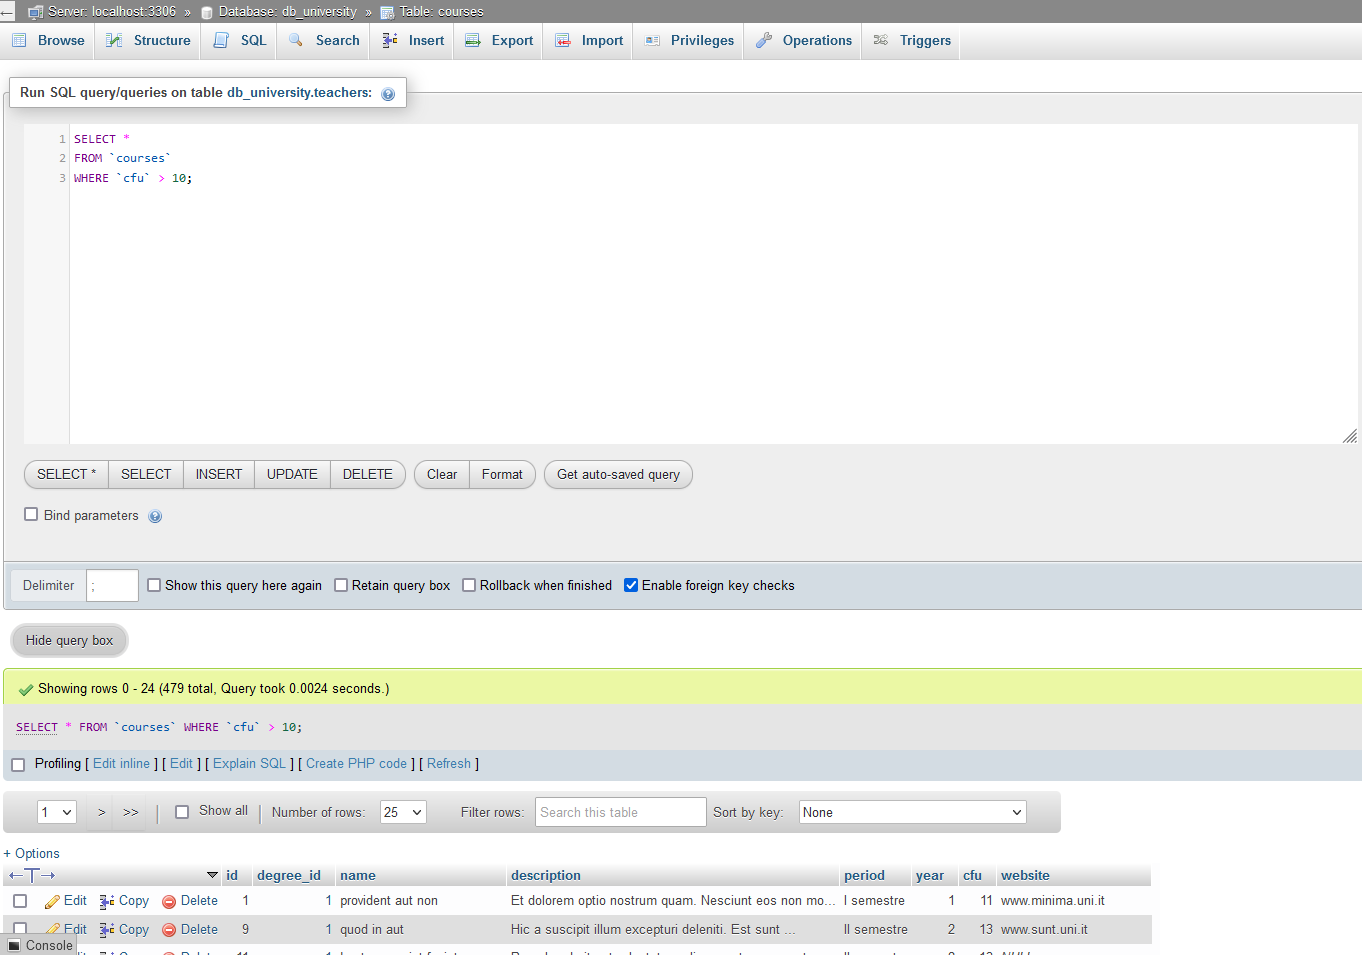 Server: localhost:3306 » Database: db_university » Table: courses
Browse Structure SQL Search Insert Export Import Privileges Operations Triggers
Run SQL query/queries on table db_university.teachers:
1 SELECT *
2 FROM `courses`
3 WHERE `cfu` > 10;
SELECT * SELECT INSERT UPDATE DELETE Clear Format Get auto-saved query
Bind parameters
Delimiter ; Show this query here again Retain query box Rollback when finished Enable foreign key checks
Hide query box
Showing rows 0 - 24 (479 total, Query took 0.0024 seconds.)
SELECT * FROM `courses` WHERE `cfu` > 10;
Profiling [ Edit inline ] [ Edit ] [ Explain SQL ] [ Create PHP code ] [ Refresh ]
1 > >> Show all Number of rows: 25 Filter rows: Search this table Sort by key: None
+ Options
id degree_id name description period year cfu website
Edit Copy Delete 1 1 provident aut non Et dolorem optio nostrum quam. Nesciunt eos non mo... I semestre 1 11 www.minima.uni.it
Edit Copy Delete 9 1 quod in aut Hic a suscipit illum excepturi deleniti. Est sunt ... II semestre 2 13 www.sunt.uni.it
Console